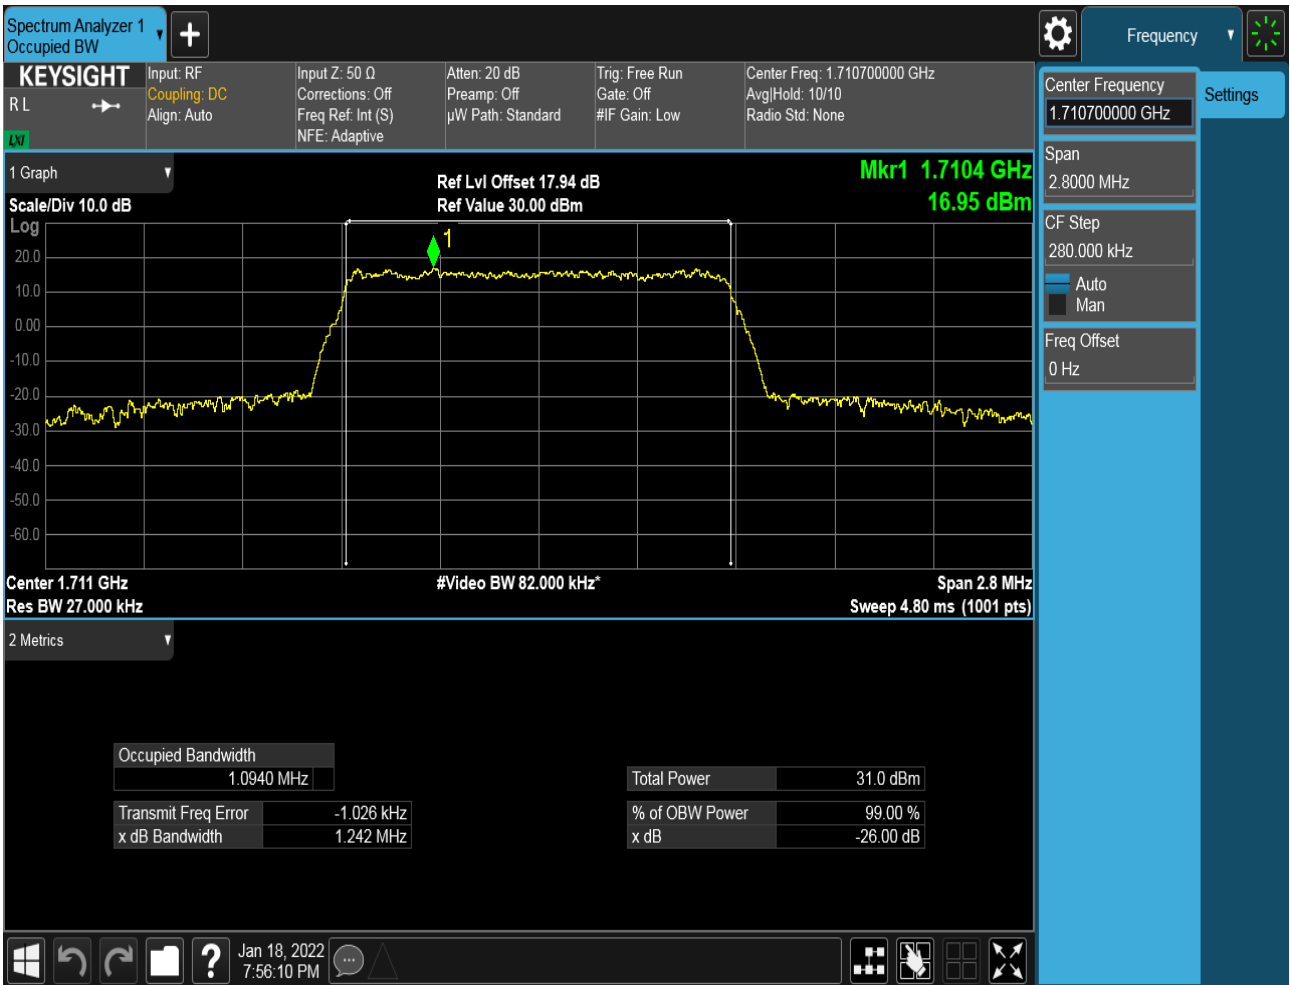 Spectrum Analyzer 1
Occupied BW
Frequency
KEYSIGHT
R L
LXI
Input: RF
Coupling: DC
Align: Auto
Input Z: 50 Ω
Corrections: Off
Freq Ref: Int (S)
NFE: Adaptive
Atten: 20 dB
Preamp: Off
µW Path: Standard
Trig: Free Run
Gate: Off
#IF Gain: Low
Center Freq: 1.710700000 GHz
Avg|Hold: 10/10
Radio Std: None
Center Frequency
1.710700000 GHz
Settings
Span
2.8000 MHz
CF Step
280.000 kHz
Auto
Man
Freq Offset
0 Hz
1 Graph
Scale/Div 10.0 dB
Log
Ref Lvl Offset 17.94 dB
Ref Value 30.00 dBm
Mkr1 1.7104 GHz
16.95 dBm
1
20.0
10.0
0.00
-10.0
-20.0
-30.0
-40.0
-50.0
-60.0
Center 1.711 GHz
Res BW 27.000 kHz
#Video BW 82.000 kHz*
Span 2.8 MHz
Sweep 4.80 ms (1001 pts)
2 Metrics
Occupied Bandwidth
1.0940 MHz
Transmit Freq Error -1.026 kHz
x dB Bandwidth 1.242 MHz
Total Power 31.0 dBm
% of OBW Power 99.00 %
x dB -26.00 dB
Jan 18, 2022
7:56:10 PM